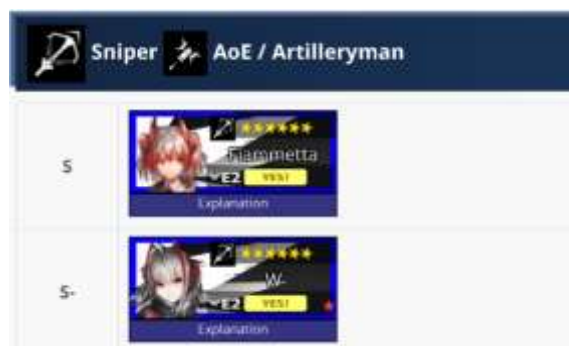 Sniper AoE / Artilleryman
S
Fiammetta
E2 YES!
Explanation
S-
W
E2 YES!
Explanation